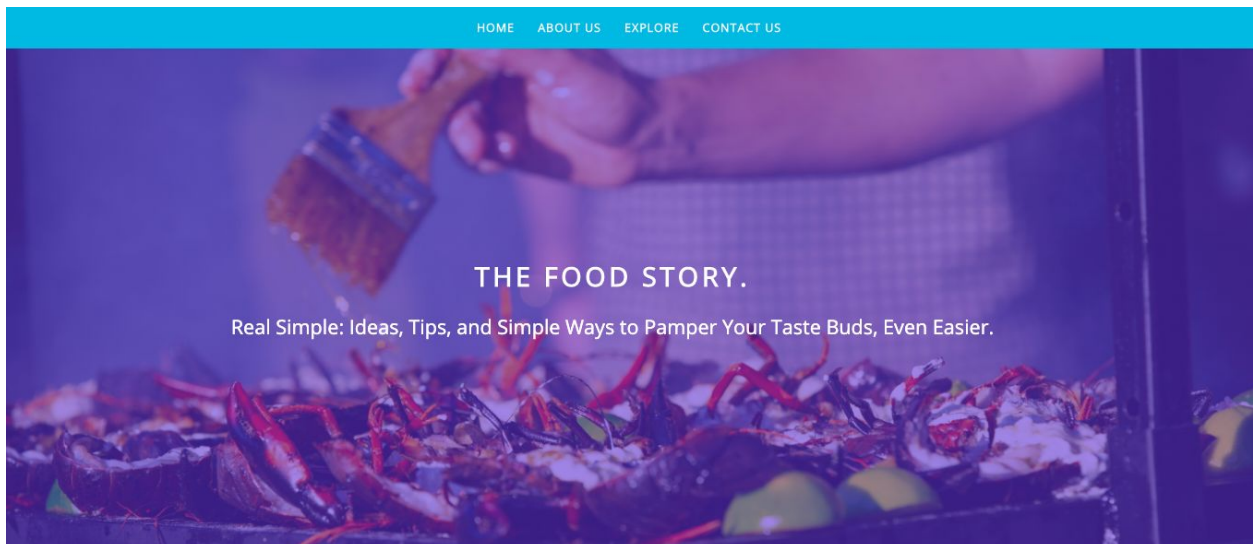 HOME ABOUT US EXPLORE CONTACT US
THE FOOD STORY.
Real Simple: Ideas, Tips, and Simple Ways to Pamper Your Taste Buds, Even Easier.